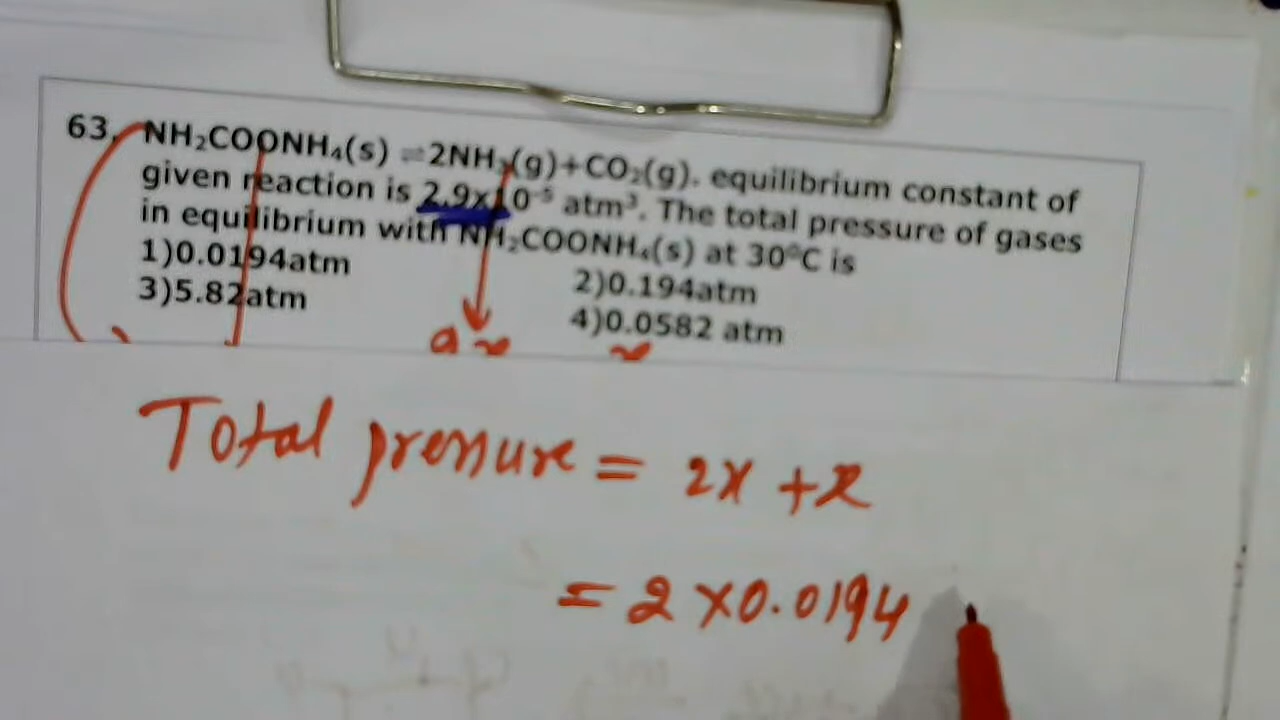 63. NH₂COONH₄(s) ⇌2NH₃(g)+CO₂(g). equilibrium constant of
given reaction is 2.9x10⁻⁵ atm³. The total pressure of gases
in equilibrium with NH₂COONH₄(s) at 30⁰C is
1)0.0194atm
2)0.194atm
3)5.82atm
4)0.0582 atm
x
Total pressure = 2x + x
= 2 × 0.0194